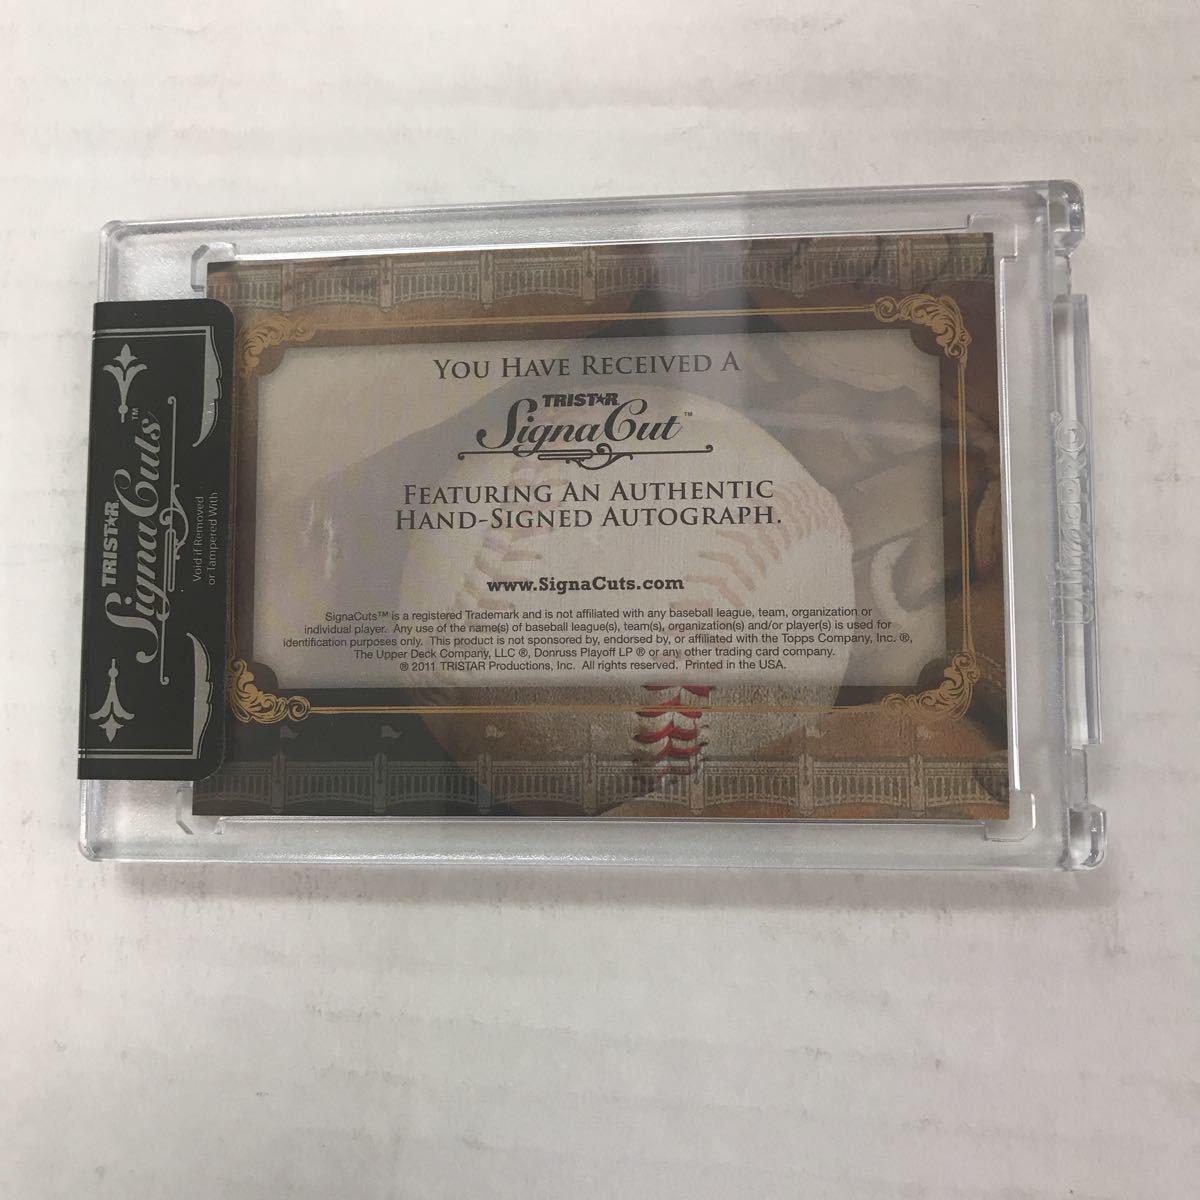 YOU HAVE RECEIVED A
TRISTAR
SignaCut™
FEATURING AN AUTHENTIC
HAND-SIGNED AUTOGRAPH.
www.SignaCuts.com
SignaCuts™ is a registered Trademark and is not affiliated with any baseball league, team, organization or
individual player. Any use of the name(s) of baseball league(s), team(s), organization(s) and/or player(s) is used for
identification purposes only. This product is not sponsored by, endorsed by, or affiliated with the Topps Company, Inc. ®,
The Upper Deck Company, LLC ®, Donruss Playoff LP ® or any other trading card company.
® 2011 TRISTAR Productions, Inc. All rights reserved. Printed in the USA.
TRISTAR
SignaCuts™
Void if Removed
or Tampered With
UltraPRO®